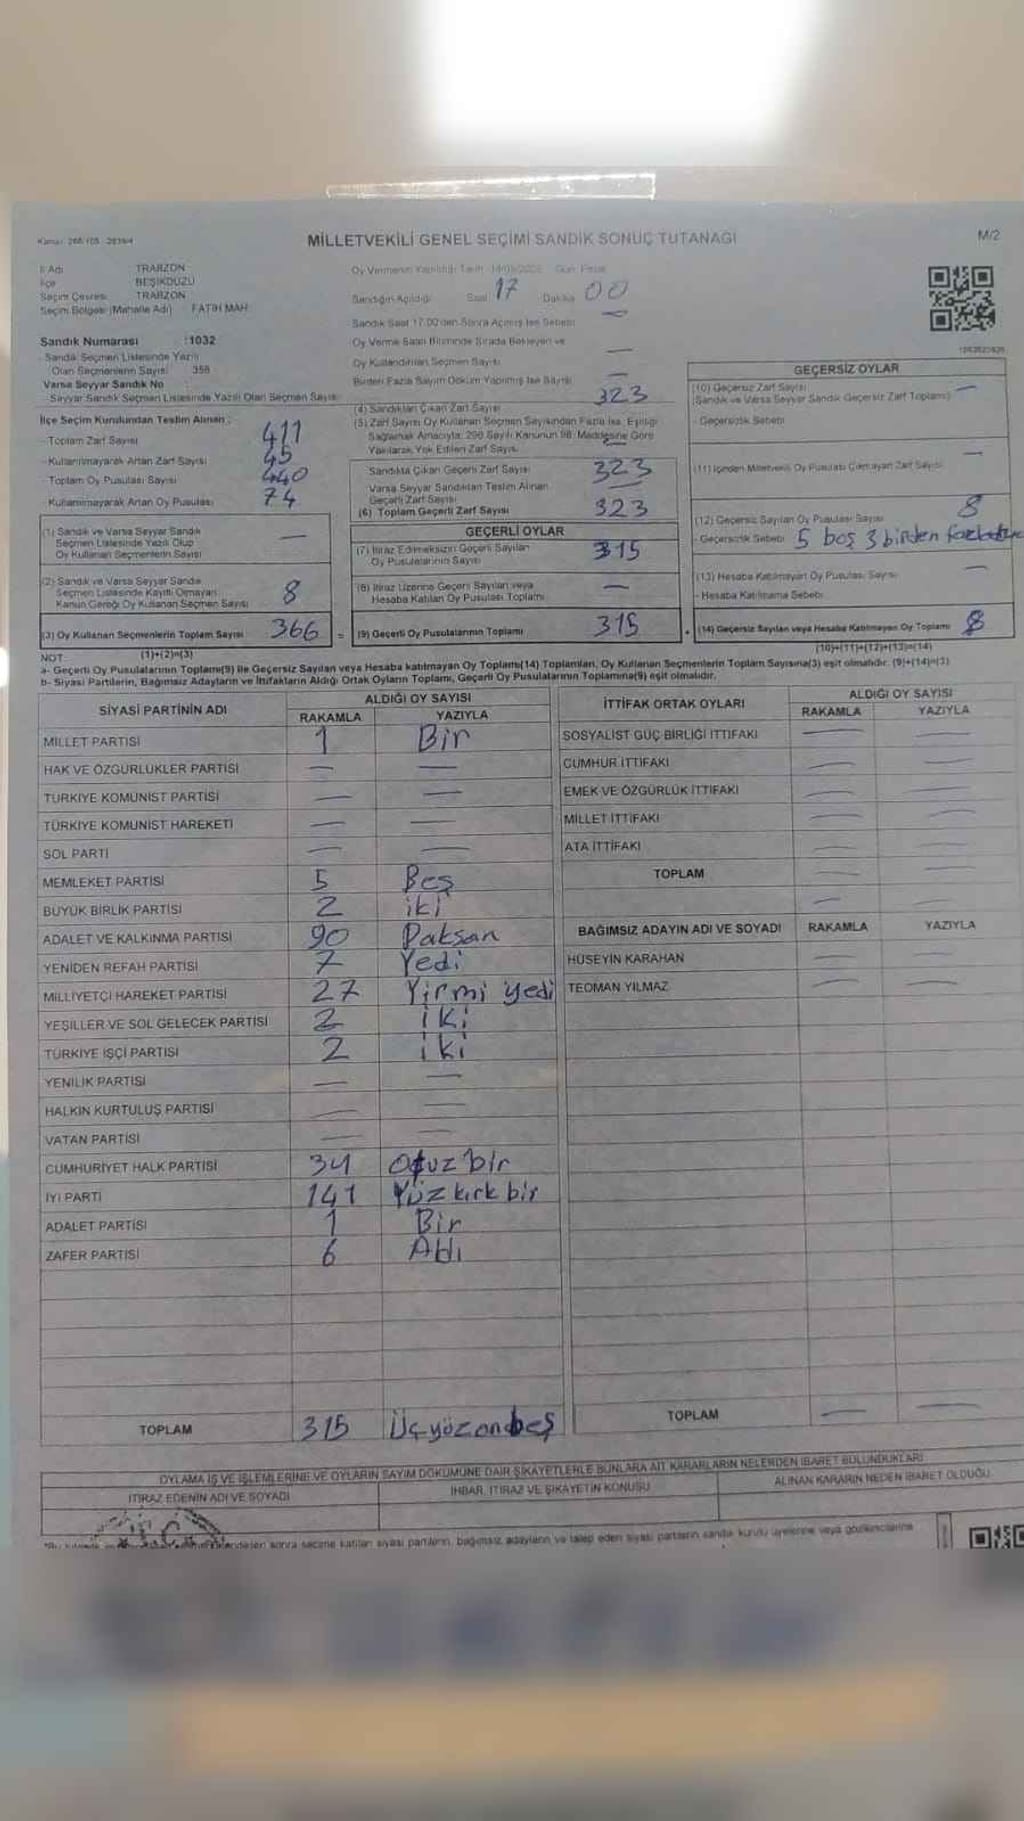 MİLLETVEKİLİ GENEL SEÇİMİ SANDIK SONUÇ TUTANAĞI
M/2
İl Adı TRABZON
İlçe BEŞİKDÜZÜ
Seçim Çevresi TRABZON
Seçim Bölgesi (Mahalle Adı) FATİH MAH
Sandık Numarası :1032
Sandık Seçmen Listesinde Yazılı
Olan Seçmenlerin Sayısı 358
Varsa Seyyar Sandık No
Seyyar Sandık Seçmen Listesinde Yazılı Olan Seçmen Sayısı
İlçe Seçim Kurulundan Teslim Alınan:
- Toplam Zarf Sayısı 411
- Kullanılmayarak Artan Zarf Sayısı 45
- Toplam Oy Pusulası Sayısı 440
- Kullanılmayarak Artan Oy Pusulası 74
(1) Sandık ve Varsa Seyyar Sandık
Seçmen Listesinde Yazılı Olup
Oy Kullanan Seçmenlerin Sayısı —
(2) Sandık ve Varsa Seyyar Sandık
Seçmen Listesinde Kayıtlı Olmayan
Kanun Gereği Oy Kullanan Seçmen Sayısı 8
(3) Oy Kullanan Seçmenlerin Toplam Sayısı 366 =
(1)+(2)=(3)
Oy Vermenin Yapıldığı Tarih Gün Pazar
Sandığın Açıldığı Saat 17 Dakika 00
Sandık Saat 17.00'den Sonra Açılmış İse Sebebi —
Oy Verme Saati Bitiminde Sırada Bekleyen ve
Oy Kullandırılan Seçmen Sayısı —
Birden Fazla Sayım Döküm Yapılmış İse Sayısı —
(4) Sandıktan Çıkan Zarf Sayısı 323
(5) Zarf Sayısı Oy Kullanan Seçmen Sayısından Fazla İse, Eşitliği
Sağlamak Amacıyla, 298 Sayılı Kanunun 98. Maddesine Göre
Yakılarak Yok Edilen Zarf Sayısı —
Sandıkta Çıkan Geçerli Zarf Sayısı 323
Varsa Seyyar Sandıktan Teslim Alınan
Geçerli Zarf Sayısı —
(6) Toplam Geçerli Zarf Sayısı 323
GEÇERLİ OYLAR
(7) İtiraz Edilmeksizin Geçerli Sayılan
Oy Pusulalarının Sayısı 315
(8) İtiraz Üzerine Geçerli Sayılan veya
Hesaba Katılan Oy Pusulası Toplamı —
(9) Geçerli Oy Pusulalarının Toplamı 315 +
GEÇERSİZ OYLAR
(10) Geçersiz Zarf Sayısı —
(Sandık ve Varsa Seyyar Sandık Geçersiz Zarf Toplamı)
- Geçersizlik Sebebi
(11) İçinden Milletvekili Oy Pusulası Çıkmayan Zarf Sayısı —
(12) Geçersiz Sayılan Oy Pusulası Sayısı 8
- Geçersizlik Sebebi 5 boş 3 birden
(13) Hesaba Katılmayan Oy Pusulası Sayısı —
- Hesaba Katılmama Sebebi
(14) Geçersiz Sayılan veya Hesaba Katılmayan Oy Toplamı 8
(10)+(11)+(12)+(13)=(14)
NOT
a- Geçerli Oy Pusulalarının Toplamı(9) ile Geçersiz Sayılan veya Hesaba katılmayan Oy Toplamı(14) Toplamları, Oy Kullanan Seçmenlerin Toplam Sayısına(3) eşit olmalıdır. (9)+(14)=(3)
b- Siyasi Partilerin, Bağımsız Adayların ve İttifakların Aldığı Ortak Oyların Toplamı, Geçerli Oy Pusulalarının Toplamına(9) eşit olmalıdır.
SİYASİ PARTİNİN ADI ALDIĞI OY SAYISI
RAKAMLA YAZIYLA
MİLLET PARTİSİ 1 Bir
HAK VE ÖZGÜRLÜKLER PARTİSİ — —
TÜRKİYE KOMÜNİST PARTİSİ — —
TÜRKİYE KOMÜNİST HAREKETİ — —
SOL PARTİ — —
MEMLEKET PARTİSİ 5 Beş
BÜYÜK BİRLİK PARTİSİ 2 iki
ADALET VE KALKINMA PARTİSİ 90 Daksan
YENİDEN REFAH PARTİSİ 7 Yedi
MİLLİYETÇİ HAREKET PARTİSİ 27 Yirmi yedi
YEŞİLLER VE SOL GELECEK PARTİSİ 2 iki
TÜRKİYE İŞÇİ PARTİSİ 2 iki
YENİLİK PARTİSİ — —
HALKIN KURTULUŞ PARTİSİ — —
VATAN PARTİSİ — —
CUMHURİYET HALK PARTİSİ 31 Otuz bir
İYİ PARTİ 141 Yüz kırk bir
ADALET PARTİSİ 1 Bir
ZAFER PARTİSİ 6 Altı
TOPLAM 315 Üçyüzonbeş
İTTİFAK ORTAK OYLARI ALDIĞI OY SAYISI
RAKAMLA YAZIYLA
SOSYALİST GÜÇ BİRLİĞİ İTTİFAKI — —
CUMHUR İTTİFAKI — —
EMEK VE ÖZGÜRLÜK İTTİFAKI — —
MİLLET İTTİFAKI — —
ATA İTTİFAKI — —
TOPLAM — —
BAĞIMSIZ ADAYIN ADI VE SOYADI RAKAMLA YAZIYLA
HÜSEYİN KARAHAN — —
TEOMAN YILMAZ — —
TOPLAM — —
OYLAMA İŞ VE İŞLEMLERİNE VE OYLARIN SAYIM DÖKÜMÜNE DAİR ŞİKAYETLERLE BUNLARA AİT KARARLARIN NELERDEN İBARET BULUNDUKLARI
İTİRAZ EDENİN ADI VE SOYADI
İHBAR, İTİRAZ VE ŞİKAYETİN KONUSU
ALINAN KARARIN NEDEN İBARET OLDUĞU
sonra seçime katılan siyasi partilerin, bağımsız adayların ve talep eden siyasi partilerin sandık kurulu üyelerine veya gözlemcilerine